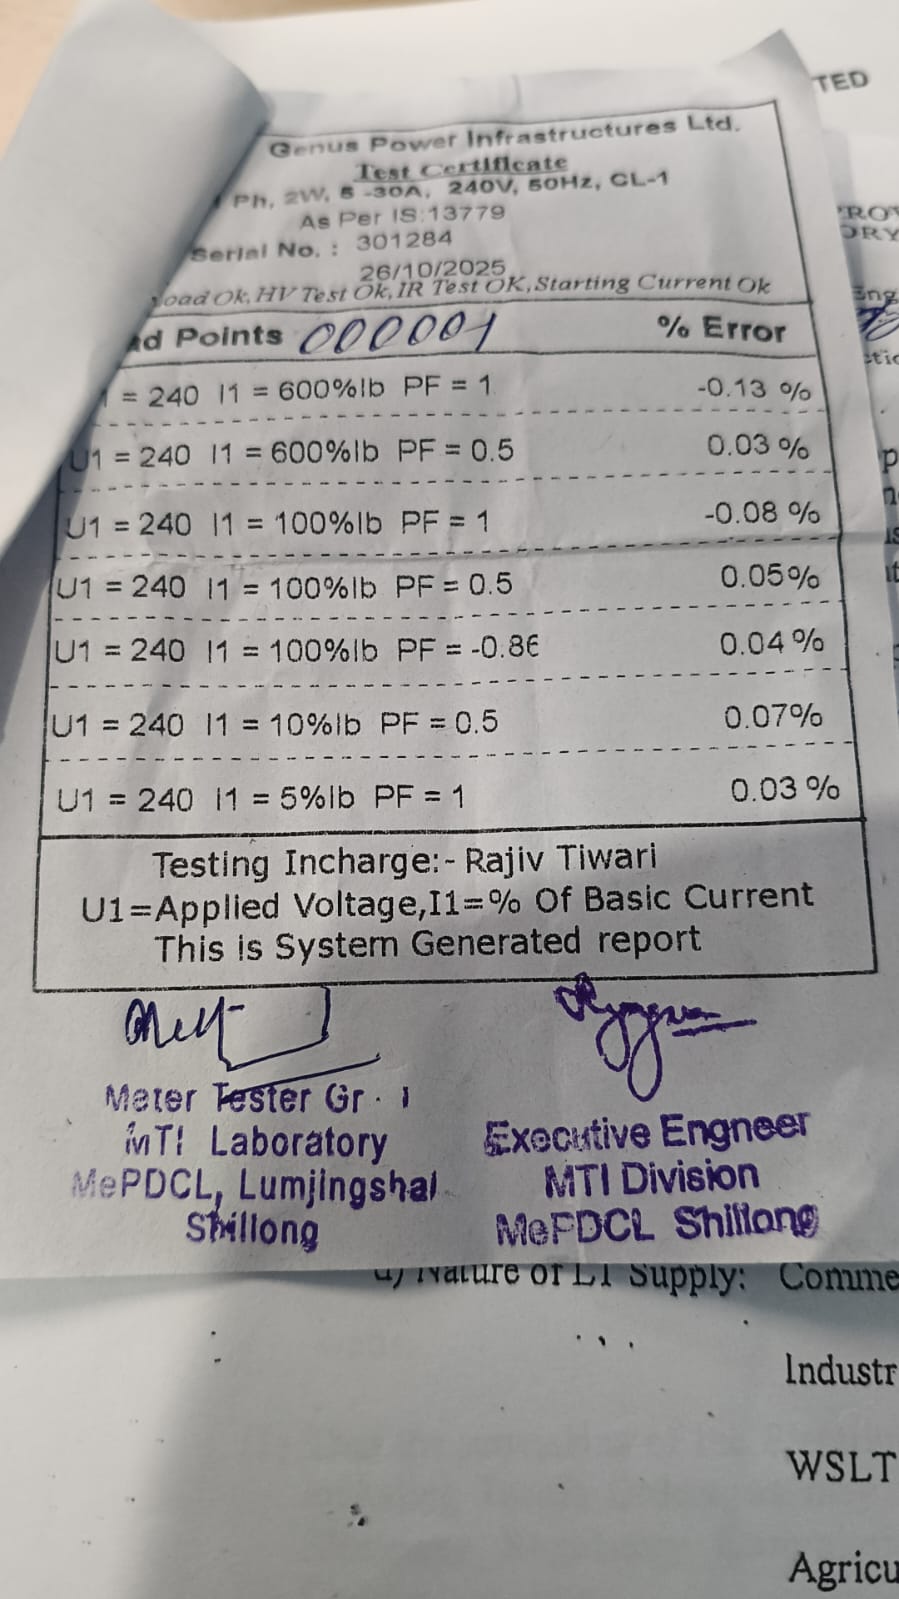 TED
Genus Power Infrastructures Ltd.
Test Certificate
Ph, 2W, 5 -30A, 240V, 50Hz, CL-1
As Per IS:13779
Serial No. : 301284
26/10/2025
oad Ok, HV Test Ok, IR Test OK, Starting Current Ok
ad Points 000001 % Error
= 240 I1 = 600%Ib PF = 1 -0.13 %
U1 = 240 I1 = 600%Ib PF = 0.5 0.03 %
U1 = 240 I1 = 100%Ib PF = 1 -0.08 %
U1 = 240 I1 = 100%Ib PF = 0.5 0.05%
U1 = 240 I1 = 100%Ib PF = -0.86 0.04 %
U1 = 240 I1 = 10%Ib PF = 0.5 0.07%
U1 = 240 I1 = 5%Ib PF = 1 0.03 %
Testing Incharge:- Rajiv Tiwari
U1=Applied Voltage,I1=% Of Basic Current
This is System Generated report
Meter Tester Gr - I
MTI Laboratory
MePDCL, Lumjingshai
Shillong
Executive Engneer
MTI Division
MePDCL Shillong
Nature of LT Supply: Comme
Industr
WSLT
Agricu